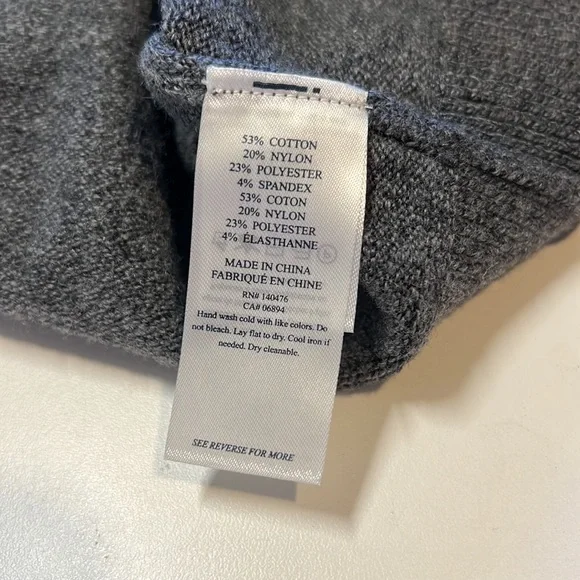 53% COTTON
20% NYLON
23% POLYESTER
4% SPANDEX
53% COTON
20% NYLON
23% POLYESTER
4% ÉLASTHANNE
MADE IN CHINA
FABRIQUÉ EN CHINE
RN# 140476
CA# 06894
Hand wash cold with like colors. Do
not bleach. Lay flat to dry. Cool iron if
needed. Dry cleanable.
SEE REVERSE FOR MORE